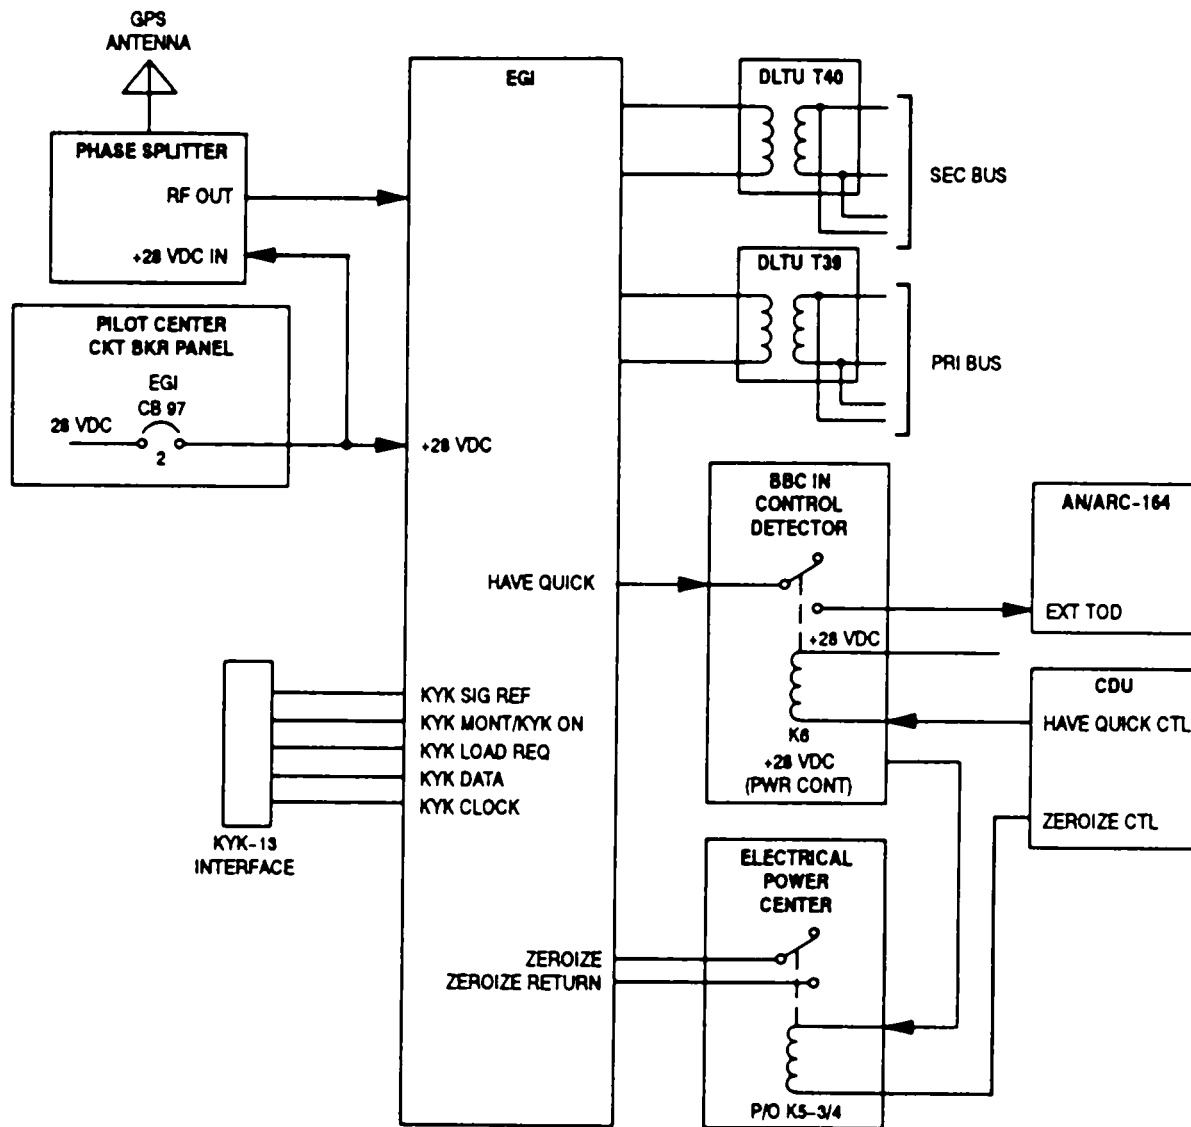 GPS
ANTENNA
PHASE SPLITTER
RF OUT
+28 VDC IN
PILOT CENTER
CKT BKR PANEL
EGI
CB 97
28 VDC
2
EGI
+28 VDC
HAVE QUICK
KYK SIG REF
KYK MONT/KYK ON
KYK LOAD REQ
KYK DATA
KYK CLOCK
KYK-13
INTERFACE
ZEROIZE
ZEROIZE RETURN
DLTU T40
SEC BUS
DLTU T39
PRI BUS
BBC IN
CONTROL
DETECTOR
+28 VDC
K6
+28 VDC
(PWR CONT)
AN/ARC-164
EXT TOD
CDU
HAVE QUICK CTL
ZEROIZE CTL
ELECTRICAL
POWER
CENTER
P/O K5-3/4